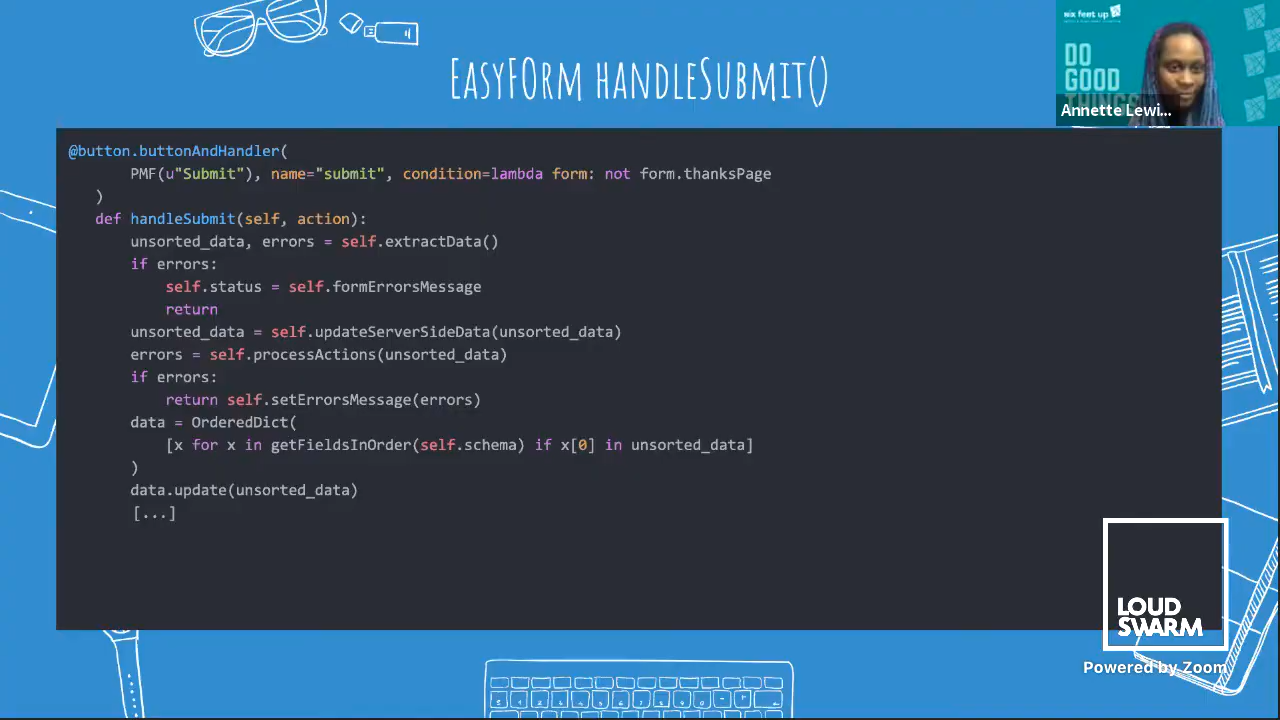 EASYFORM HANDLESUBMIT()
six feet up
DO
GOOD
THINGS
Annette Lewi...
@button.buttonAndHandler(
PMF(u"Submit"), name="submit", condition=lambda form: not form.thanksPage
)
def handleSubmit(self, action):
unsorted_data, errors = self.extractData()
if errors:
self.status = self.formErrorsMessage
return
unsorted_data = self.updateServerSideData(unsorted_data)
errors = self.processActions(unsorted_data)
if errors:
return self.setErrorsMessage(errors)
data = OrderedDict(
[x for x in getFieldsInOrder(self.schema) if x[0] in unsorted_data]
)
data.update(unsorted_data)
[...]
LOUD
SWARM
Powered by Zoom